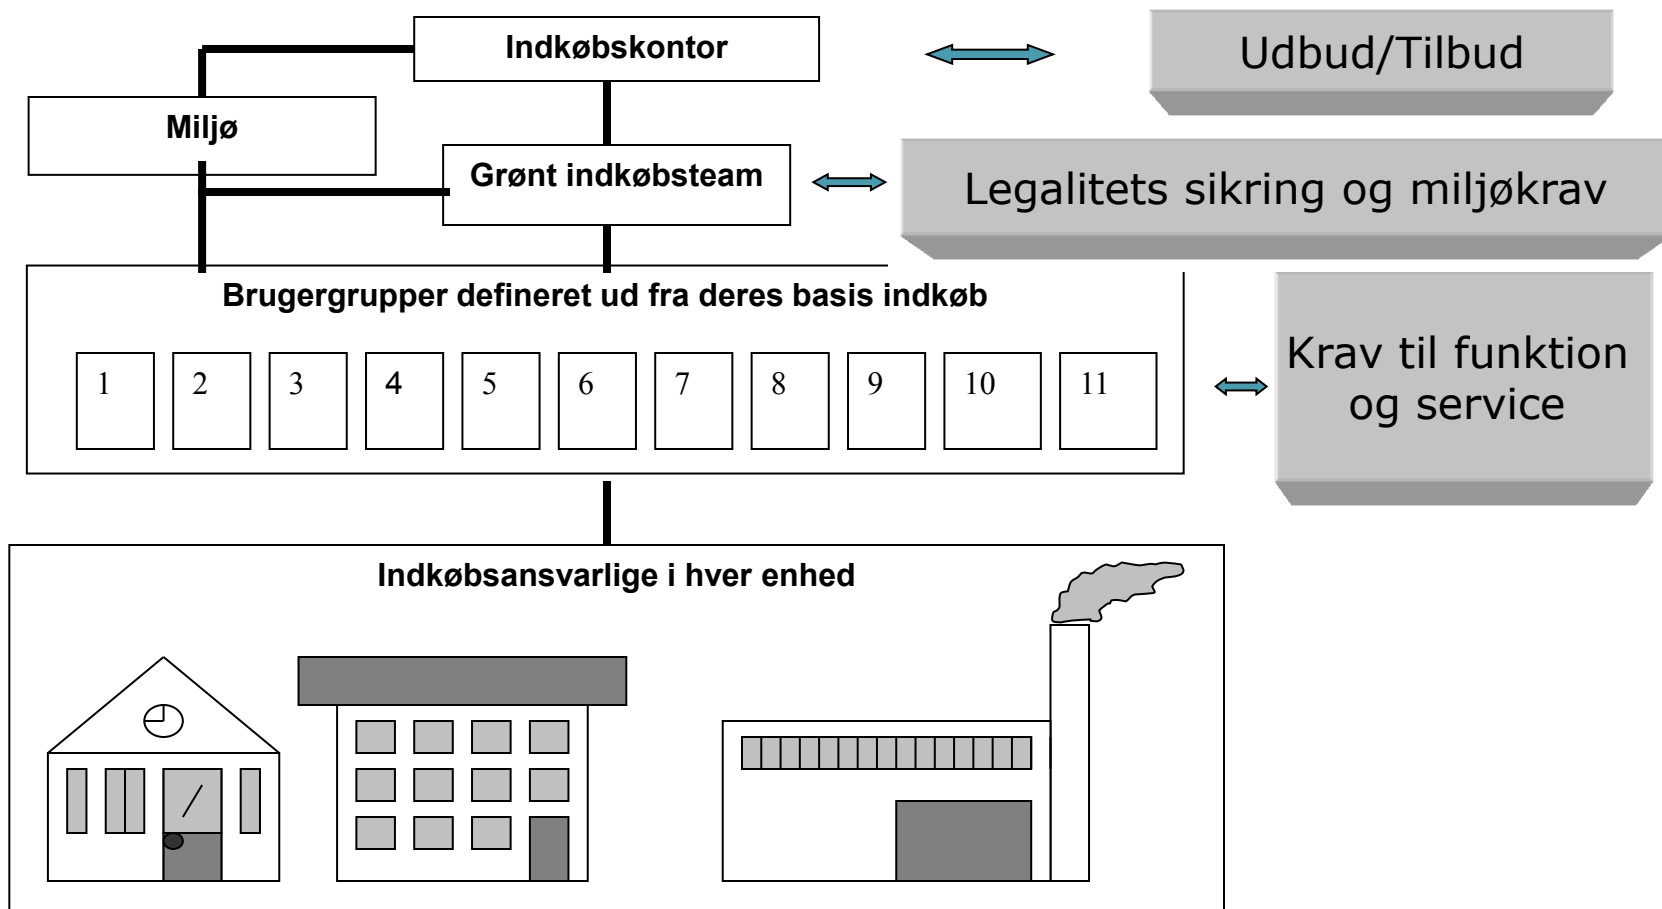 Indkøbskontor
Udbud/Tilbud
Miljø
Grønt indkøbsteam
Legalitets sikring og miljøkrav
Brugergrupper defineret ud fra deres basis indkøb
1 2 3 4 5 6 7 8 9 10 11
Krav til funktion
og service
Indkøbsansvarlige i hver enhed